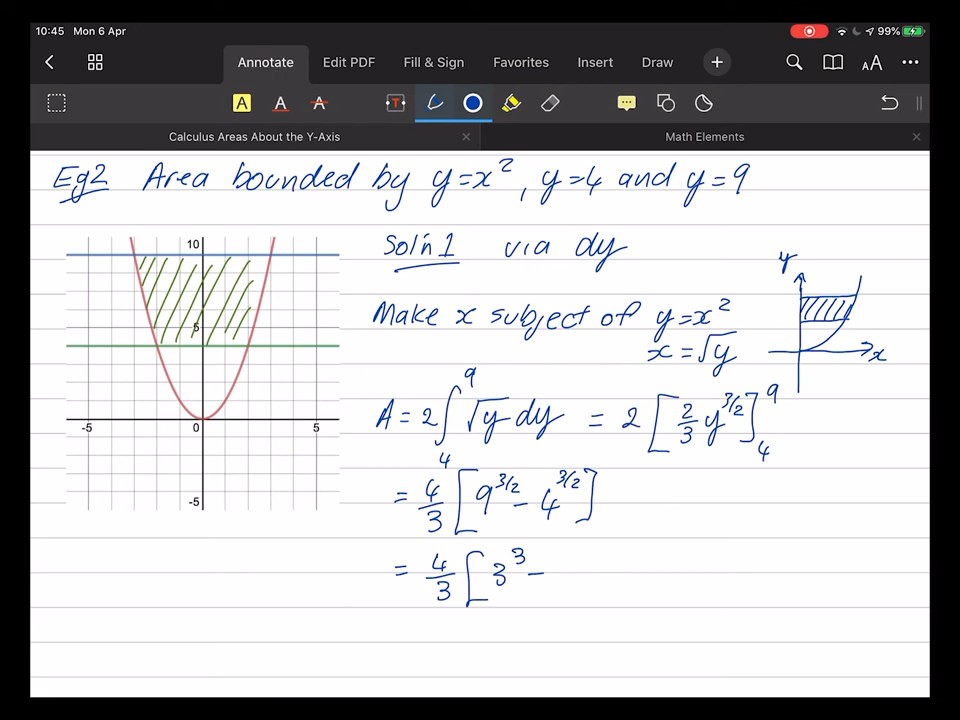 10:45 Mon 6 Apr 99%
Annotate Edit PDF Fill & Sign Favorites Insert Draw +
AA
A A A T
Calculus Areas About the Y-Axis × Math Elements ×
Eg2 Area bounded by y=x², y=4 and y=9
Sol'n1 via dy
Make x subject of y=x²
x=√y
A = 2 ∫₄⁹ √y dy = 2 [2/3 y^3/2]₄⁹
= 4/3 [9^3/2 - 4^3/2]
= 4/3 [3³ -
10
5
-5 0 5
-5
y
x